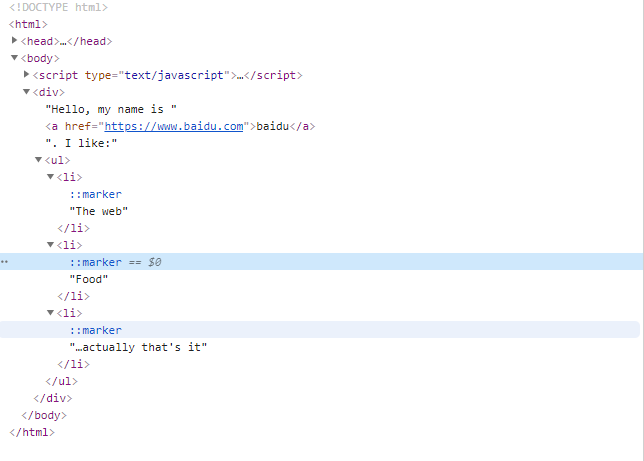 <!DOCTYPE html>
<html>
<head>…</head>
<body>
<script type="text/javascript">…</script>
<div>
"Hello, my name is "
<a href="https://www.baidu.com">baidu</a>
". I like:"
<ul>
<li>
::marker
"The web"
</li>
<li>
::marker == $0
"Food"
</li>
<li>
::marker
"…actually that's it"
</li>
</ul>
</div>
</body>
</html>